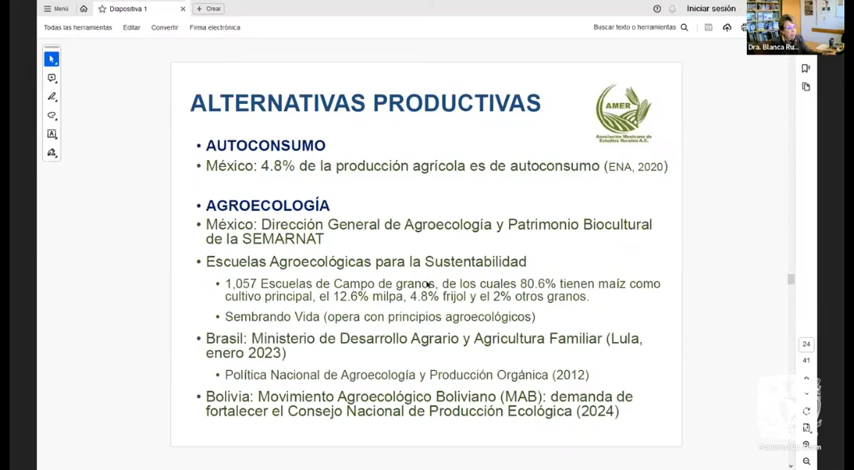 Menú
Diapositiva 1
Crear
Iniciar sesión
Todas las herramientas
Editar
Convertir
Firma electrónica
Buscar texto o herramientas
Dra. Blanca Ru...
ALTERNATIVAS PRODUCTIVAS
AMER
Asociación Mexicana de
Estudios Rurales A.C.
• AUTOCONSUMO
• México: 4.8% de la producción agrícola es de autoconsumo (ENA, 2020)
• AGROECOLOGÍA
• México: Dirección General de Agroecología y Patrimonio Biocultural
de la SEMARNAT
• Escuelas Agroecológicas para la Sustentabilidad
• 1,057 Escuelas de Campo de granos, de los cuales 80.6% tienen maíz como
cultivo principal, el 12.6% milpa, 4.8% frijol y el 2% otros granos.
• Sembrando Vida (opera con principios agroecológicos)
• Brasil: Ministerio de Desarrollo Agrario y Agricultura Familiar (Lula,
enero 2023)
• Política Nacional de Agroecología y Producción Orgánica (2012)
• Bolivia: Movimiento Agroecológico Boliviano (MAB): demanda de
fortalecer el Consejo Nacional de Producción Ecológica (2024)
24
41